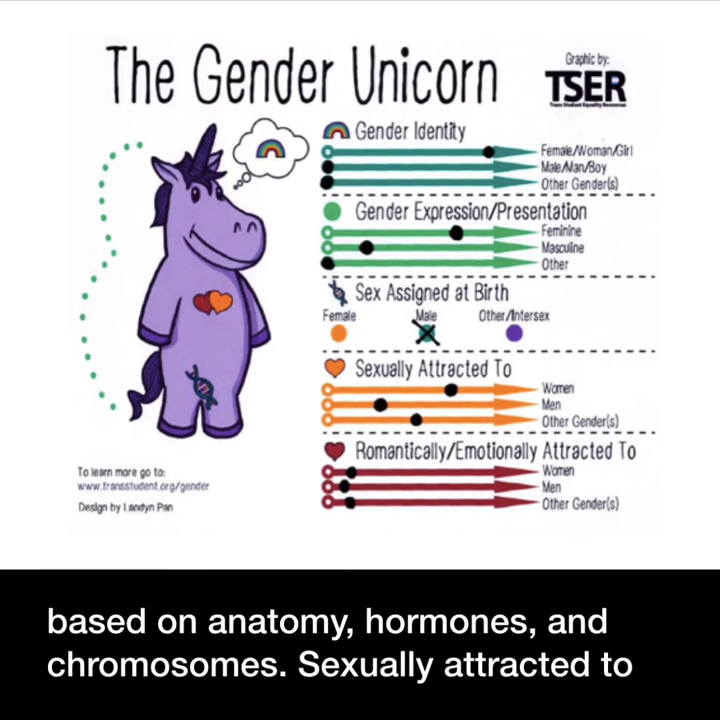 The Gender Unicorn
Graphic by:
TSER
Trans Student Equality Resources
Gender Identity
Female/Woman/Girl
Male/Man/Boy
Other Gender(s)
Gender Expression/Presentation
Feminine
Masculine
Other
Sex Assigned at Birth
Female Male Other/Intersex
Sexually Attracted To
Women
Men
Other Gender(s)
Romantically/Emotionally Attracted To
Women
Men
Other Gender(s)
To learn more go to:
www.transstudent.org/gender
Design by Landyn Pan
based on anatomy, hormones, and
chromosomes. Sexually attracted to